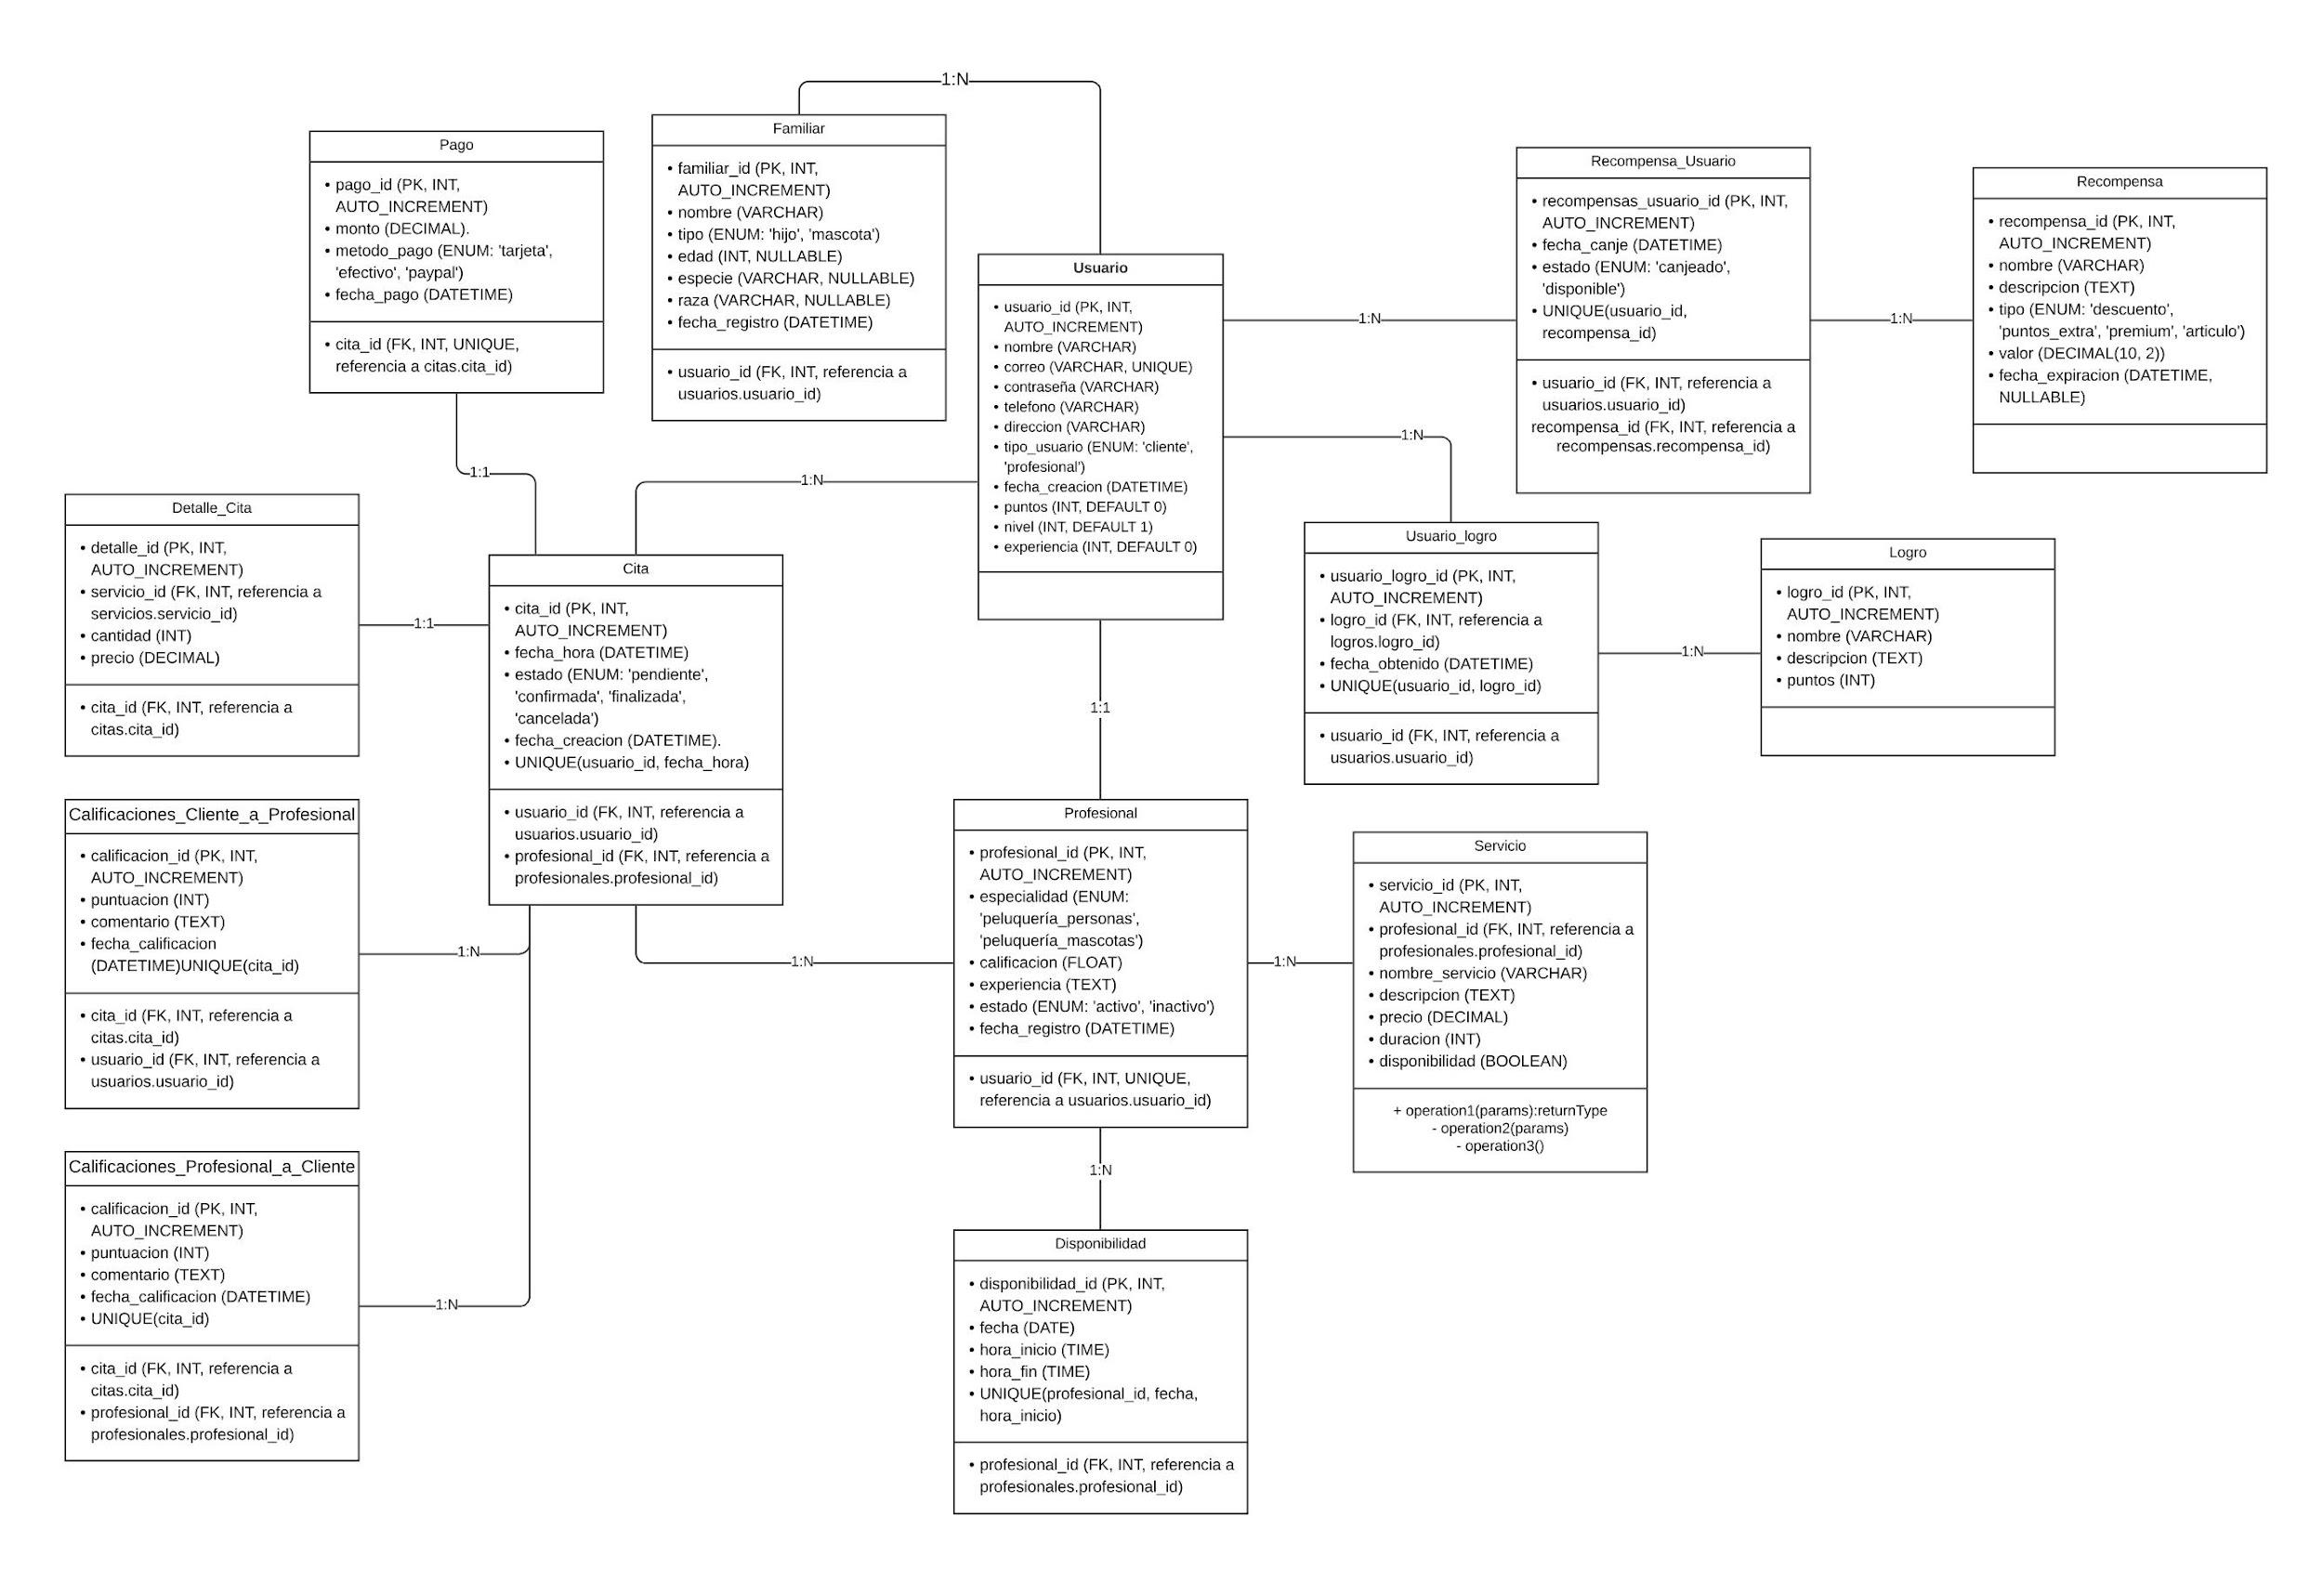 1:N
Pago
• pago_id (PK, INT,
AUTO_INCREMENT)
• monto (DECIMAL).
• metodo_pago (ENUM: 'tarjeta',
'efectivo', 'paypal')
• fecha_pago (DATETIME)
• cita_id (FK, INT, UNIQUE,
referencia a citas.cita_id)
Familiar
• familiar_id (PK, INT,
AUTO_INCREMENT)
• nombre (VARCHAR)
• tipo (ENUM: 'hijo', 'mascota')
• edad (INT, NULLABLE)
• especie (VARCHAR, NULLABLE)
• raza (VARCHAR, NULLABLE)
• fecha_registro (DATETIME)
• usuario_id (FK, INT, referencia a
usuarios.usuario_id)
Usuario
• usuario_id (PK, INT,
AUTO_INCREMENT)
• nombre (VARCHAR)
• correo (VARCHAR, UNIQUE)
• contraseña (VARCHAR)
• telefono (VARCHAR)
• direccion (VARCHAR)
• tipo_usuario (ENUM: 'cliente',
'profesional')
• fecha_creacion (DATETIME)
• puntos (INT, DEFAULT 0)
• nivel (INT, DEFAULT 1)
• experiencia (INT, DEFAULT 0)
1:N
Recompensa_Usuario
• recompensas_usuario_id (PK, INT,
AUTO_INCREMENT)
• fecha_canje (DATETIME)
• estado (ENUM: 'canjeado',
'disponible')
• UNIQUE(usuario_id,
recompensa_id)
• usuario_id (FK, INT, referencia a
usuarios.usuario_id)
recompensa_id (FK, INT, referencia a
recompensas.recompensa_id)
1:N
Recompensa
• recompensa_id (PK, INT,
AUTO_INCREMENT)
• nombre (VARCHAR)
• descripcion (TEXT)
• tipo (ENUM: 'descuento',
'puntos_extra', 'premium', 'articulo')
• valor (DECIMAL(10, 2))
• fecha_expiracion (DATETIME,
NULLABLE)
1:N
1:1
1:N
Detalle_Cita
• detalle_id (PK, INT,
AUTO_INCREMENT)
• servicio_id (FK, INT, referencia a
servicios.servicio_id)
• cantidad (INT)
• precio (DECIMAL)
• cita_id (FK, INT, referencia a
citas.cita_id)
1:1
Cita
• cita_id (PK, INT,
AUTO_INCREMENT)
• fecha_hora (DATETIME)
• estado (ENUM: 'pendiente',
'confirmada', 'finalizada',
'cancelada')
• fecha_creacion (DATETIME).
• UNIQUE(usuario_id, fecha_hora)
• usuario_id (FK, INT, referencia a
usuarios.usuario_id)
• profesional_id (FK, INT, referencia a
profesionales.profesional_id)
1:1
Usuario_logro
• usuario_logro_id (PK, INT,
AUTO_INCREMENT)
• logro_id (FK, INT, referencia a
logros.logro_id)
• fecha_obtenido (DATETIME)
• UNIQUE(usuario_id, logro_id)
• usuario_id (FK, INT, referencia a
usuarios.usuario_id)
1:N
Logro
• logro_id (PK, INT,
AUTO_INCREMENT)
• nombre (VARCHAR)
• descripcion (TEXT)
• puntos (INT)
Calificaciones_Cliente_a_Profesional
• calificacion_id (PK, INT,
AUTO_INCREMENT)
• puntuacion (INT)
• comentario (TEXT)
• fecha_calificacion
(DATETIME)UNIQUE(cita_id)
• cita_id (FK, INT, referencia a
citas.cita_id)
• usuario_id (FK, INT, referencia a
usuarios.usuario_id)
1:N
1:N
Profesional
• profesional_id (PK, INT,
AUTO_INCREMENT)
• especialidad (ENUM:
'peluquería_personas',
'peluquería_mascotas')
• calificacion (FLOAT)
• experiencia (TEXT)
• estado (ENUM: 'activo', 'inactivo')
• fecha_registro (DATETIME)
• usuario_id (FK, INT, UNIQUE,
referencia a usuarios.usuario_id)
1:N
Servicio
• servicio_id (PK, INT,
AUTO_INCREMENT)
• profesional_id (FK, INT, referencia a
profesionales.profesional_id)
• nombre_servicio (VARCHAR)
• descripcion (TEXT)
• precio (DECIMAL)
• duracion (INT)
• disponibilidad (BOOLEAN)
+ operation1(params):returnType
- operation2(params)
- operation3()
Calificaciones_Profesional_a_Cliente
• calificacion_id (PK, INT,
AUTO_INCREMENT)
• puntuacion (INT)
• comentario (TEXT)
• fecha_calificacion (DATETIME)
• UNIQUE(cita_id)
• cita_id (FK, INT, referencia a
citas.cita_id)
• profesional_id (FK, INT, referencia a
profesionales.profesional_id)
1:N
1:N
Disponibilidad
• disponibilidad_id (PK, INT,
AUTO_INCREMENT)
• fecha (DATE)
• hora_inicio (TIME)
• hora_fin (TIME)
• UNIQUE(profesional_id, fecha,
hora_inicio)
• profesional_id (FK, INT, referencia a
profesionales.profesional_id)